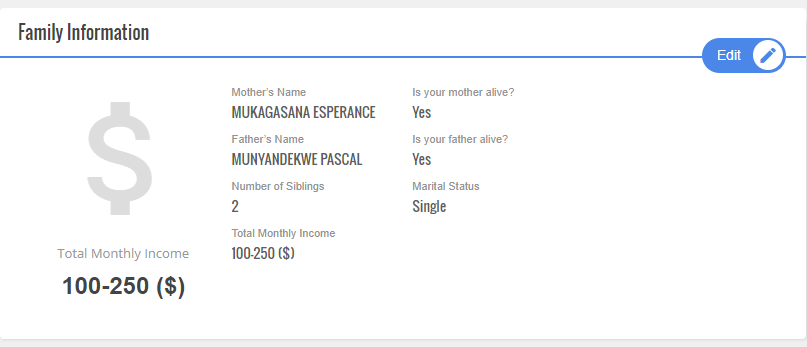 Family Information
Edit
Mother's Name
MUKAGASANA ESPERANCE
Is your mother alive?
Yes
Father's Name
MUNYANDEKWE PASCAL
Is your father alive?
Yes
Number of Siblings
2
Marital Status
Single
Total Monthly Income
100-250 ($)
$
Total Monthly Income
100-250 ($)